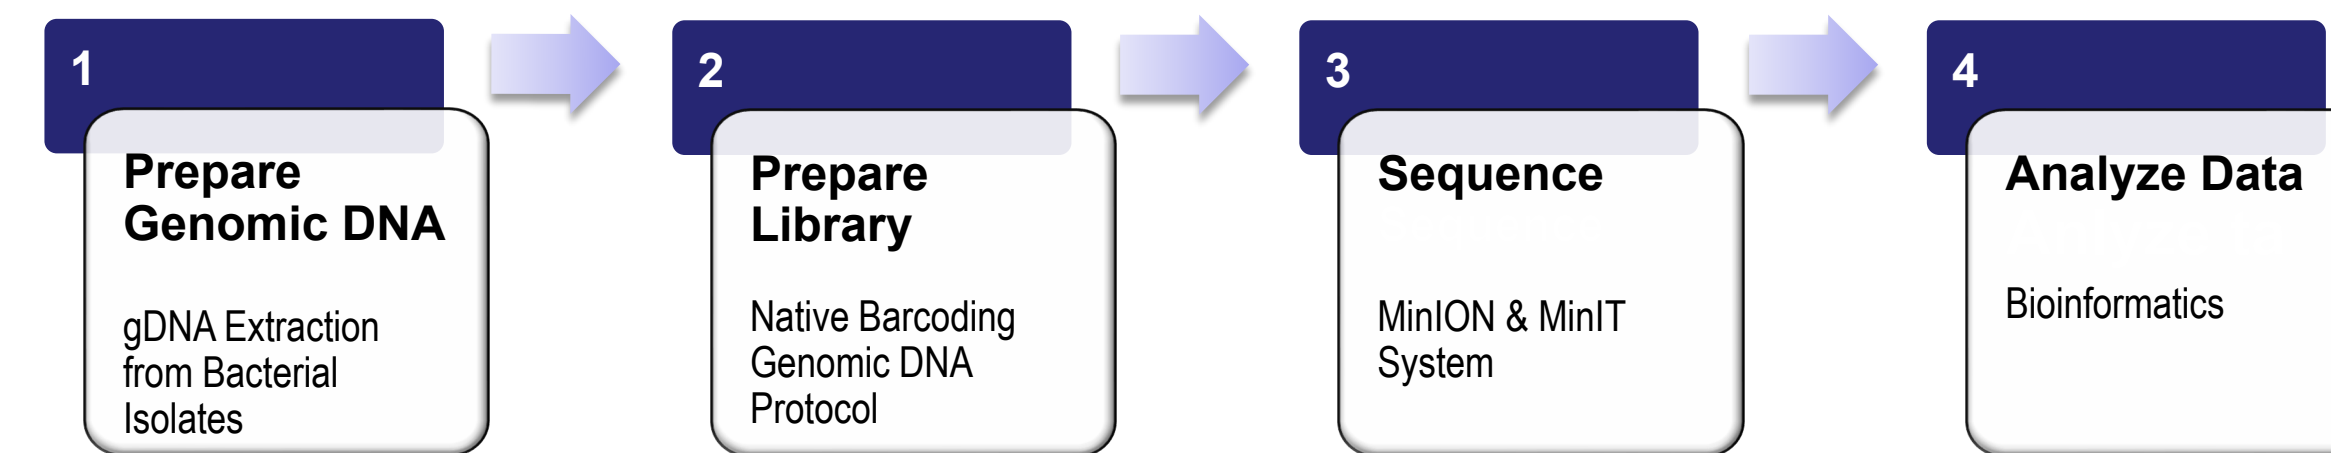 1
Prepare
Genomic DNA
gDNA Extraction
from Bacterial
Isolates
2
Prepare
Library
Native Barcoding
Genomic DNA
Protocol
3
Sequence
MinION & MinIT
System
4
Analyze Data
Bioinformatics